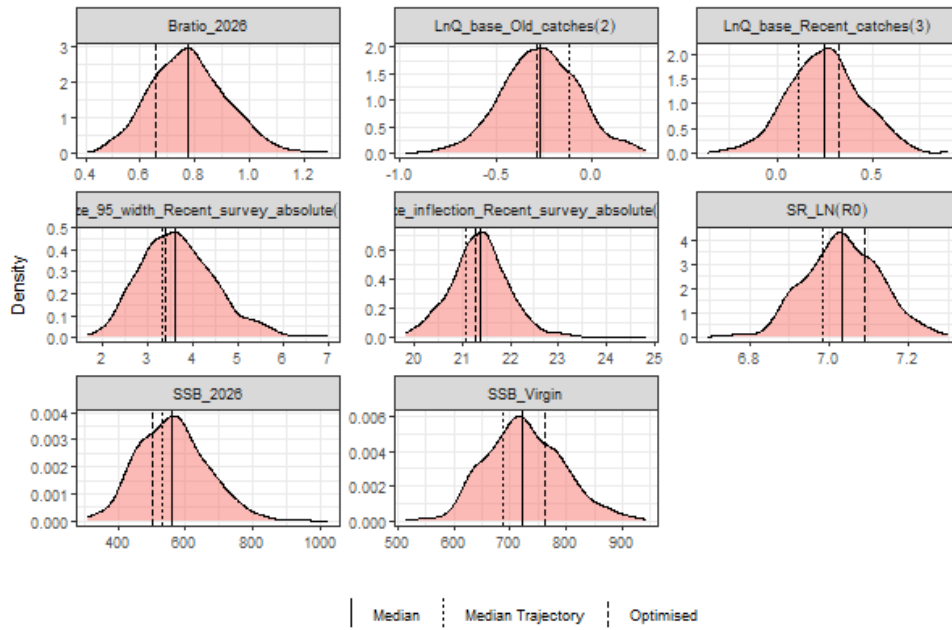 Bratio_2026
LnQ_base_Old_catches(2)
LnQ_base_Recent_catches(3)
3
2
1
0
0.4 0.6 0.8 1.0 1.2
2.0
1.5
1.0
0.5
0.0
-1.0 -0.5 0.0
2.0
1.5
1.0
0.5
0.0
0.0 0.5
ze_95_width_Recent_survey_absolute(
ze_inflection_Recent_survey_absolute(
SR_LN(R0)
Density
0.5
0.4
0.3
0.2
0.1
0.0
2 3 4 5 6 7
0.6
0.4
0.2
0.0
20 21 22 23 24 25
4
3
2
1
0
6.8 7.0 7.2
SSB_2026
SSB_Virgin
0.004
0.003
0.002
0.001
0.000
400 600 800 1000
0.006
0.004
0.002
0.000
500 600 700 800 900
Median Median Trajectory Optimised